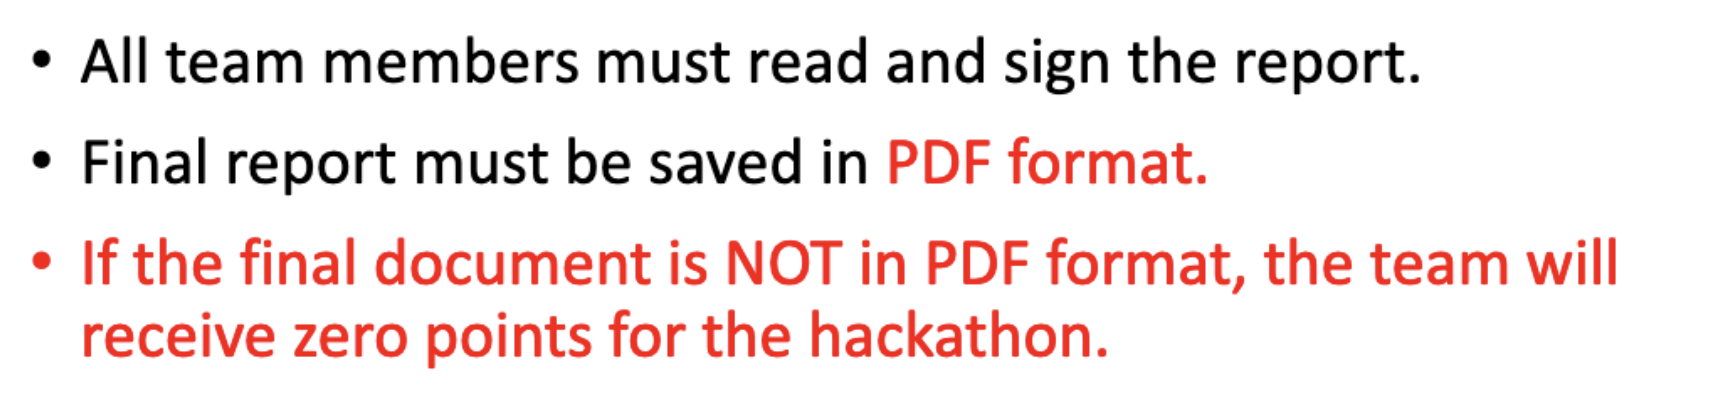 • All team members must read and sign the report.
• Final report must be saved in PDF format.
• If the final document is NOT in PDF format, the team will
receive zero points for the hackathon.